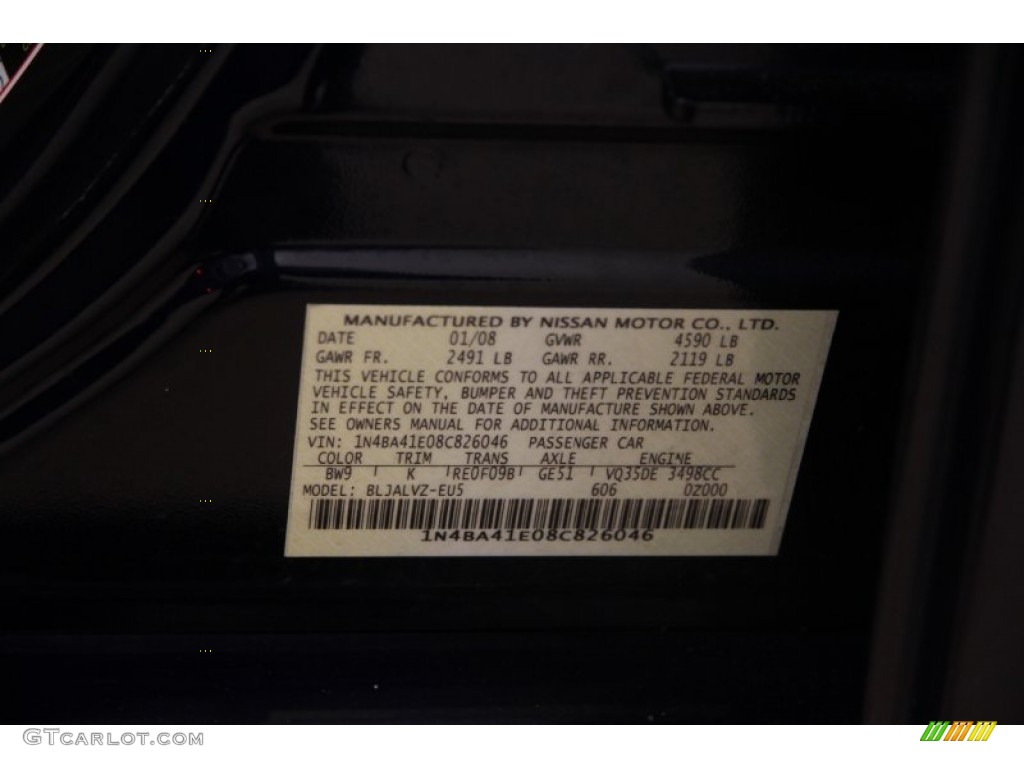 MANUFACTURED BY NISSAN MOTOR CO., LTD.
DATE 01/08 GVWR 4590 LB
GAWR FR. 2491 LB GAWR RR. 2119 LB
THIS VEHICLE CONFORMS TO ALL APPLICABLE FEDERAL MOTOR
VEHICLE SAFETY, BUMPER AND THEFT PREVENTION STANDARDS
IN EFFECT ON THE DATE OF MANUFACTURE SHOWN ABOVE.
SEE OWNERS MANUAL FOR ADDITIONAL INFORMATION.
VIN: 1N4BA41E08C826046 PASSENGER CAR
COLOR TRIM TRANS AXLE ENGINE
BW9 K RE0F09B GE51 VQ35DE 3498CC
MODEL: BLJALVZ-EU5 606 0Z000
1N4BA41E08C826046
GTCARLOT.COM